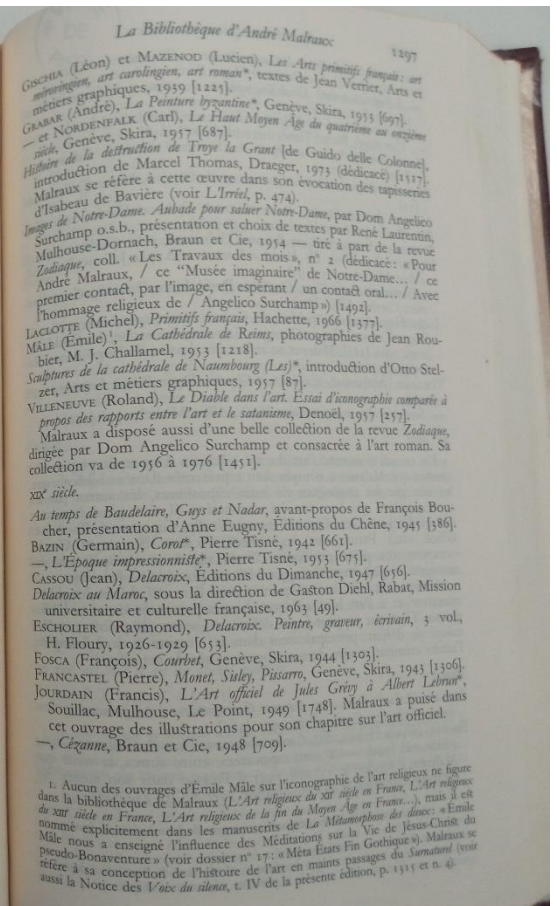 La Bibliothèque d'André Malraux
1297
GISCHIA (Léon) et MAZENOD (Lucien), Les Arts primitifs français : art
mérovingien, art carolingien, art roman*, textes de Jean Verrier, Arts et
métiers graphiques, 1939 [1225].
GRABAR (André), La Peinture byzantine*, Genève, Skira, 1953 [697].
— et NORDENFALK (Carl), Le Haut Moyen Âge du quatrième au onzième
siècle, Genève, Skira, 1957 [687].
Histoire de la destruction de Troye la Grant [de Guido delle Colonne],
introduction de Marcel Thomas, Draeger, 1973 (dédicacé) [1517].
Malraux se réfère à cette œuvre dans son évocation des tapisseries
d'Isabeau de Bavière (voir L'Irréel, p. 474).
Images de Notre-Dame. Aubade pour saluer Notre-Dame, par Dom Angelico
Surchamp o.s.b., présentation et choix de textes par René Laurentin,
Mulhouse-Dornach, Braun et Cie, 1954 — tiré à part de la revue
Zodiaque, coll. « Les Travaux des mois », n° 2 (dédicacé : « Pour
André Malraux, / ce "Musée imaginaire" de Notre-Dame... / ce
premier contact, par l'image, en espérant / un contact oral... / Avec
l'hommage religieux de / Angelico Surchamp ») [1492].
LACLOTTE (Michel), Primitifs français, Hachette, 1966 [1377].
MÂLE (Émile)¹, La Cathédrale de Reims, photographies de Jean Rou-
bier, M. J. Challamel, 1953 [1218].
Sculptures de la cathédrale de Naumbourg (Les)*, introduction d'Otto Stel-
zer, Arts et métiers graphiques, 1957 [87].
VILLENEUVE (Roland), Le Diable dans l'art. Essai d'iconographie comparée à
propos des rapports entre l'art et le satanisme, Denoël, 1957 [257].
Malraux a disposé aussi d'une belle collection de la revue Zodiaque,
dirigée par Dom Angelico Surchamp et consacrée à l'art roman. Sa
collection va de 1956 à 1976 [1451].
XIXe siècle.
Au temps de Baudelaire, Guys et Nadar, avant-propos de François Bou-
cher, présentation d'Anne Eugny, Éditions du Chêne, 1945 [386].
BAZIN (Germain), Corot*, Pierre Tisné, 1942 [661].
—, L'Époque impressionniste*, Pierre Tisné, 1953 [675].
CASSOU (Jean), Delacroix, Éditions du Dimanche, 1947 [656].
Delacroix au Maroc, sous la direction de Gaston Diehl, Rabat, Mission
universitaire et culturelle française, 1963 [49].
ESCHOLIER (Raymond), Delacroix. Peintre, graveur, écrivain, 3 vol.,
H. Floury, 1926-1929 [653].
FOSCA (François), Courbet, Genève, Skira, 1944 [1303].
FRANCASTEL (Pierre), Monet, Sisley, Pissarro, Genève, Skira, 1943 [1306].
JOURDAIN (Francis), L'Art officiel de Jules Grévy à Albert Lebrun*,
Souillac, Mulhouse, Le Point, 1949 [1748]. Malraux a puisé dans
cet ouvrage des illustrations pour son chapitre sur l'art officiel.
—, Cézanne, Braun et Cie, 1948 [709].
1. Aucun des ouvrages d'Émile Mâle sur l'iconographie de l'art religieux ne figure
dans la bibliothèque de Malraux (L'Art religieux du XIIe siècle en France, L'Art religieux
du XIIIe siècle en France, L'Art religieux de la fin du Moyen Âge en France...), mais il est
nommé explicitement dans les manuscrits de La Métamorphose des dieux : « Émile
Mâle nous a enseigné l'influence des Méditations sur la Vie de Jésus-Christ du
pseudo-Bonaventure » (voir dossier n° 17 : « Méta États Fin Gothique »). Malraux se
réfère à sa conception de l'histoire de l'art en maints passages du Surnaturel (voir
aussi la Notice des Voix du silence, t. IV de la présente édition, p. 1315 et n. 4).